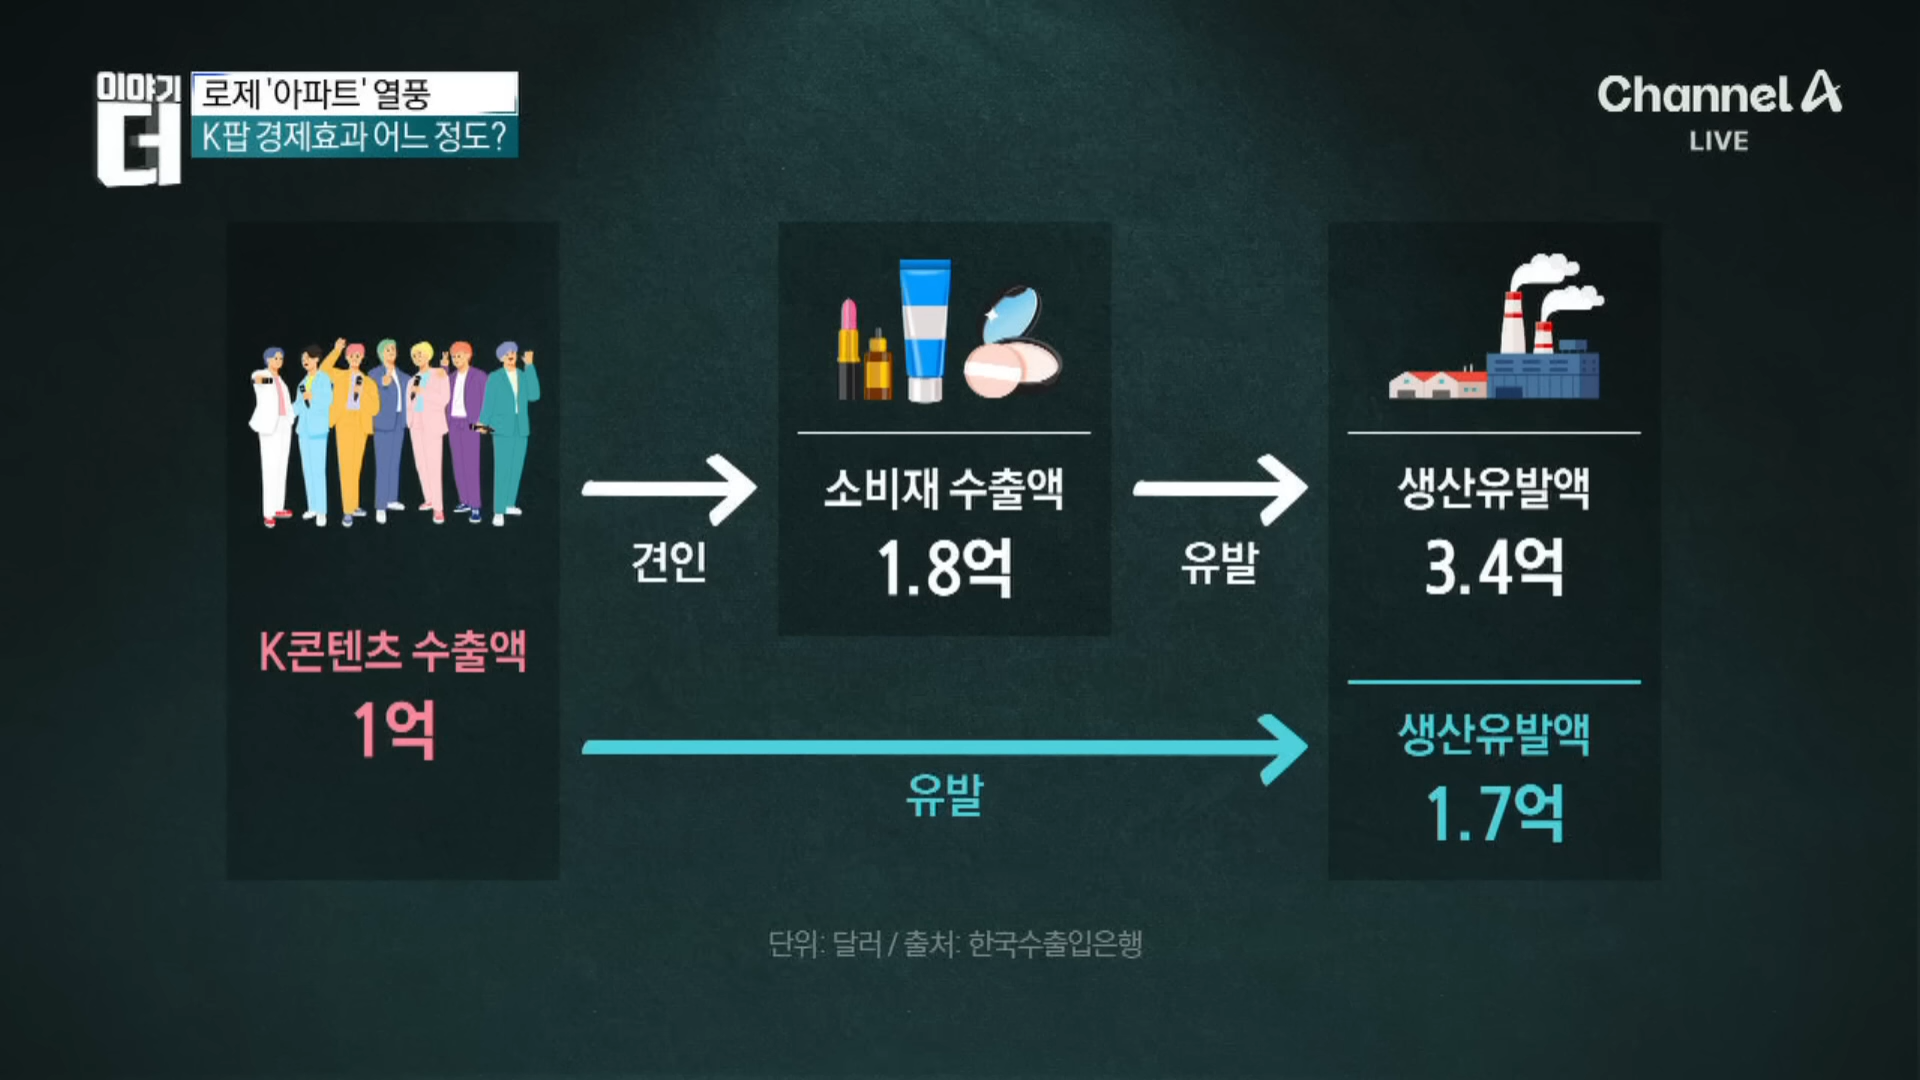 이야기
더
로제 '아파트' 열풍
K팝 경제효과 어느 정도?
Channel A
LIVE
K콘텐츠 수출액
1억
견인
소비재 수출액
1.8억
유발
생산유발액
3.4억
유발
생산유발액
1.7억
단위: 달러 / 출처: 한국수출입은행